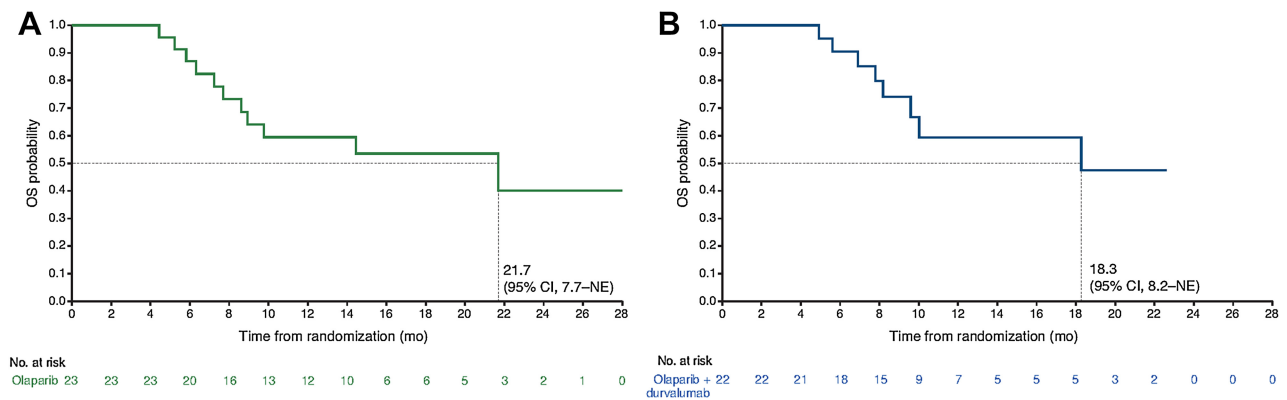 A
1.0
0.9
0.8
0.7
0.6
0.5
0.4
0.3
0.2
0.1
0.0
OS probability
21.7
(95% CI, 7.7–NE)
0 2 4 6 8 10 12 14 16 18 20 22 24 26 28
Time from randomization (mo)
No. at risk
Olaparib 23 23 23 20 16 13 12 10 6 6 5 3 2 1 0
B
1.0
0.9
0.8
0.7
0.6
0.5
0.4
0.3
0.2
0.1
0.0
OS probability
18.3
(95% CI, 8.2–NE)
0 2 4 6 8 10 12 14 16 18 20 22 24 26 28
Time from randomization (mo)
No. at risk
Olaparib + 22 22 21 18 15 9 7 5 5 5 3 2 0 0 0
durvalumab